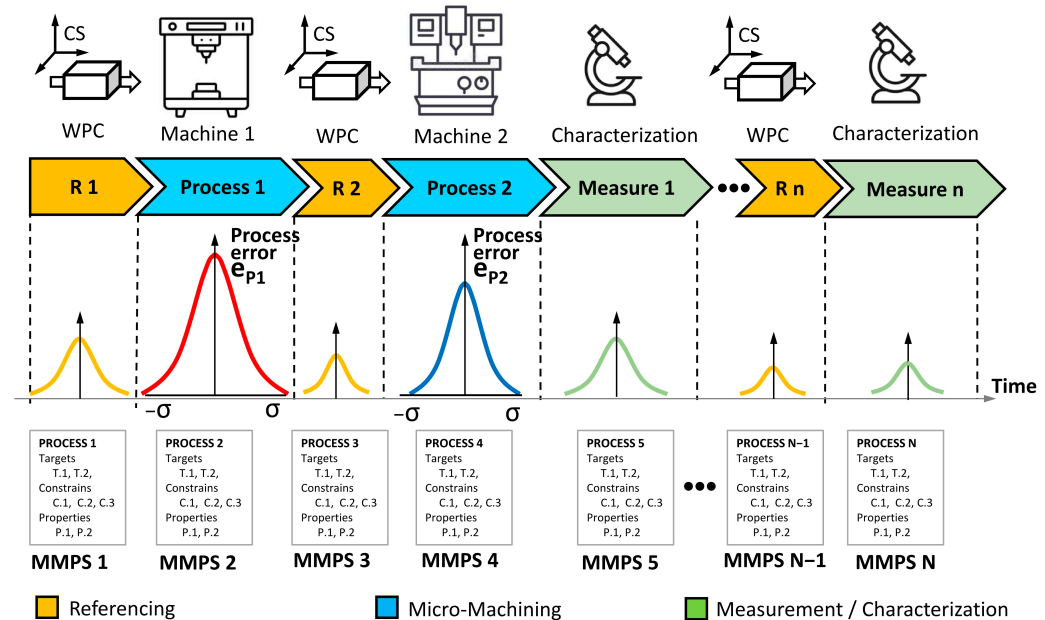 CS
CS
CS
WPC
Machine 1
WPC
Machine 2
Characterization
WPC
Characterization
R 1
Process 1
R 2
Process 2
Measure 1
•••
R n
Measure n
Process
error
eP1
Process
error
eP2
Time
−σ
σ
−σ
σ
PROCESS 1
Targets
T.1, T.2,
Constrains
C.1, C.2, C.3
Properties
P.1, P.2
MMPS 1
PROCESS 2
Targets
T.1, T.2,
Constrains
C.1, C.2, C.3
Properties
P.1, P.2
MMPS 2
PROCESS 3
Targets
T.1, T.2,
Constrains
C.1, C.2, C.3
Properties
P.1, P.2
MMPS 3
PROCESS 4
Targets
T.1, T.2,
Constrains
C.1, C.2, C.3
Properties
P.1, P.2
MMPS 4
PROCESS 5
Targets
T.1, T.2,
Constrains
C.1, C.2, C.3
Properties
P.1, P.2
MMPS 5
•••
PROCESS N−1
Targets
T.1, T.2,
Constrains
C.1, C.2, C.3
Properties
P.1, P.2
MMPS N−1
PROCESS N
Targets
T.1, T.2,
Constrains
C.1, C.2, C.3
Properties
P.1, P.2
MMPS N
Referencing
Micro-Machining
Measurement / Characterization